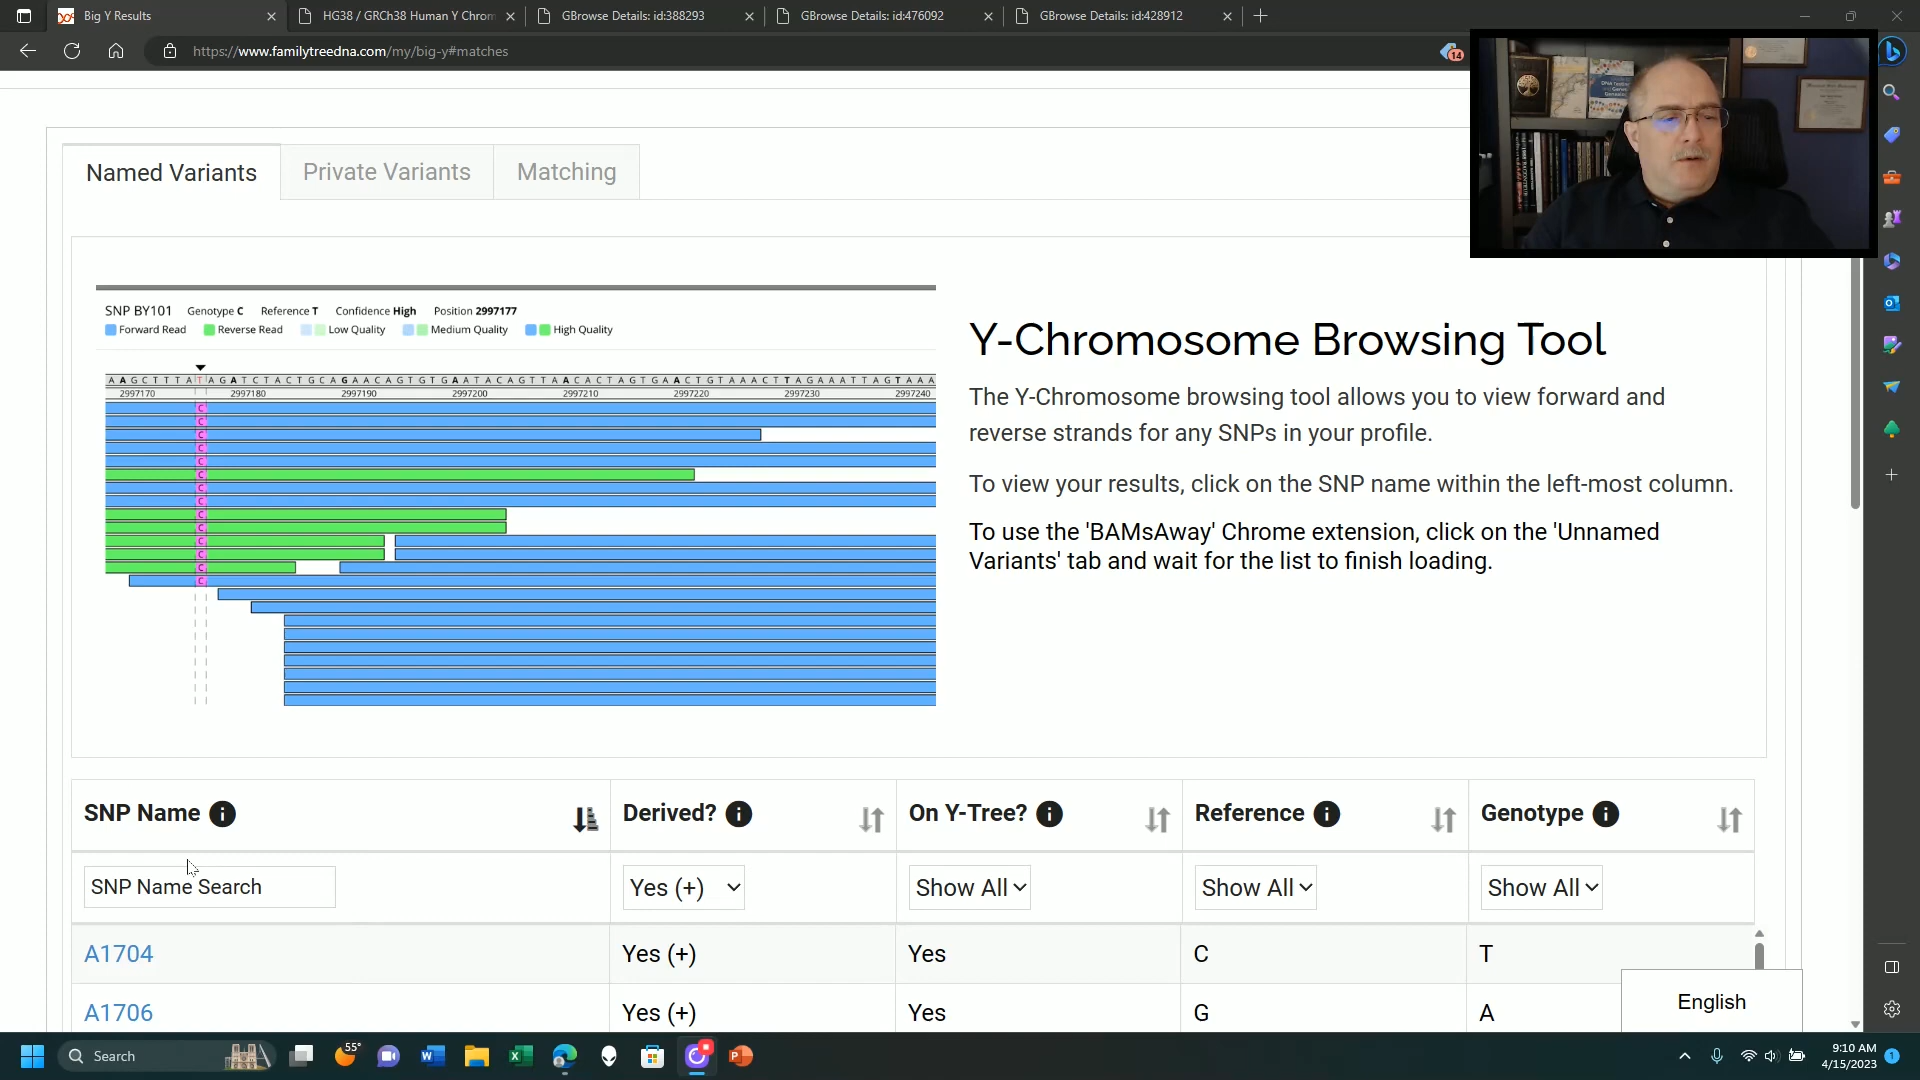 Big Y Results
HG38 / GRCh38 Human Y Chrom
GBrowse Details: id:388293
GBrowse Details: id:476092
GBrowse Details: id:428912
https://www.familytreedna.com/my/big-y#matches
14
Named Variants
Private Variants
Matching
SNP BY101 Genotype C Reference T Confidence High Position 2997177
Forward Read Reverse Read Low Quality Medium Quality High Quality
A A G C T T T A T A G A T C T A C T G C A G A A C A G T G T G A A T A C A G T T A A C A C T A G T G A A C T G T A A A C T T A G A A A T T A G T A A A
2997170 2997180 2997190 2997200 2997210 2997220 2997230 2997240
C
C
C
C
C
C
C
C
C
C
C
C
C
C
Y-Chromosome Browsing Tool
The Y-Chromosome browsing tool allows you to view forward and
reverse strands for any SNPs in your profile.
To view your results, click on the SNP name within the left-most column.
To use the 'BAMsAway' Chrome extension, click on the 'Unnamed
Variants' tab and wait for the list to finish loading.
SNP Name Derived? On Y-Tree? Reference Genotype
SNP Name Search Yes (+) Show All Show All Show All
A1704 Yes (+) Yes C T
A1706 Yes (+) Yes G A
English
Search
55°
9:10 AM
4/15/2023
1